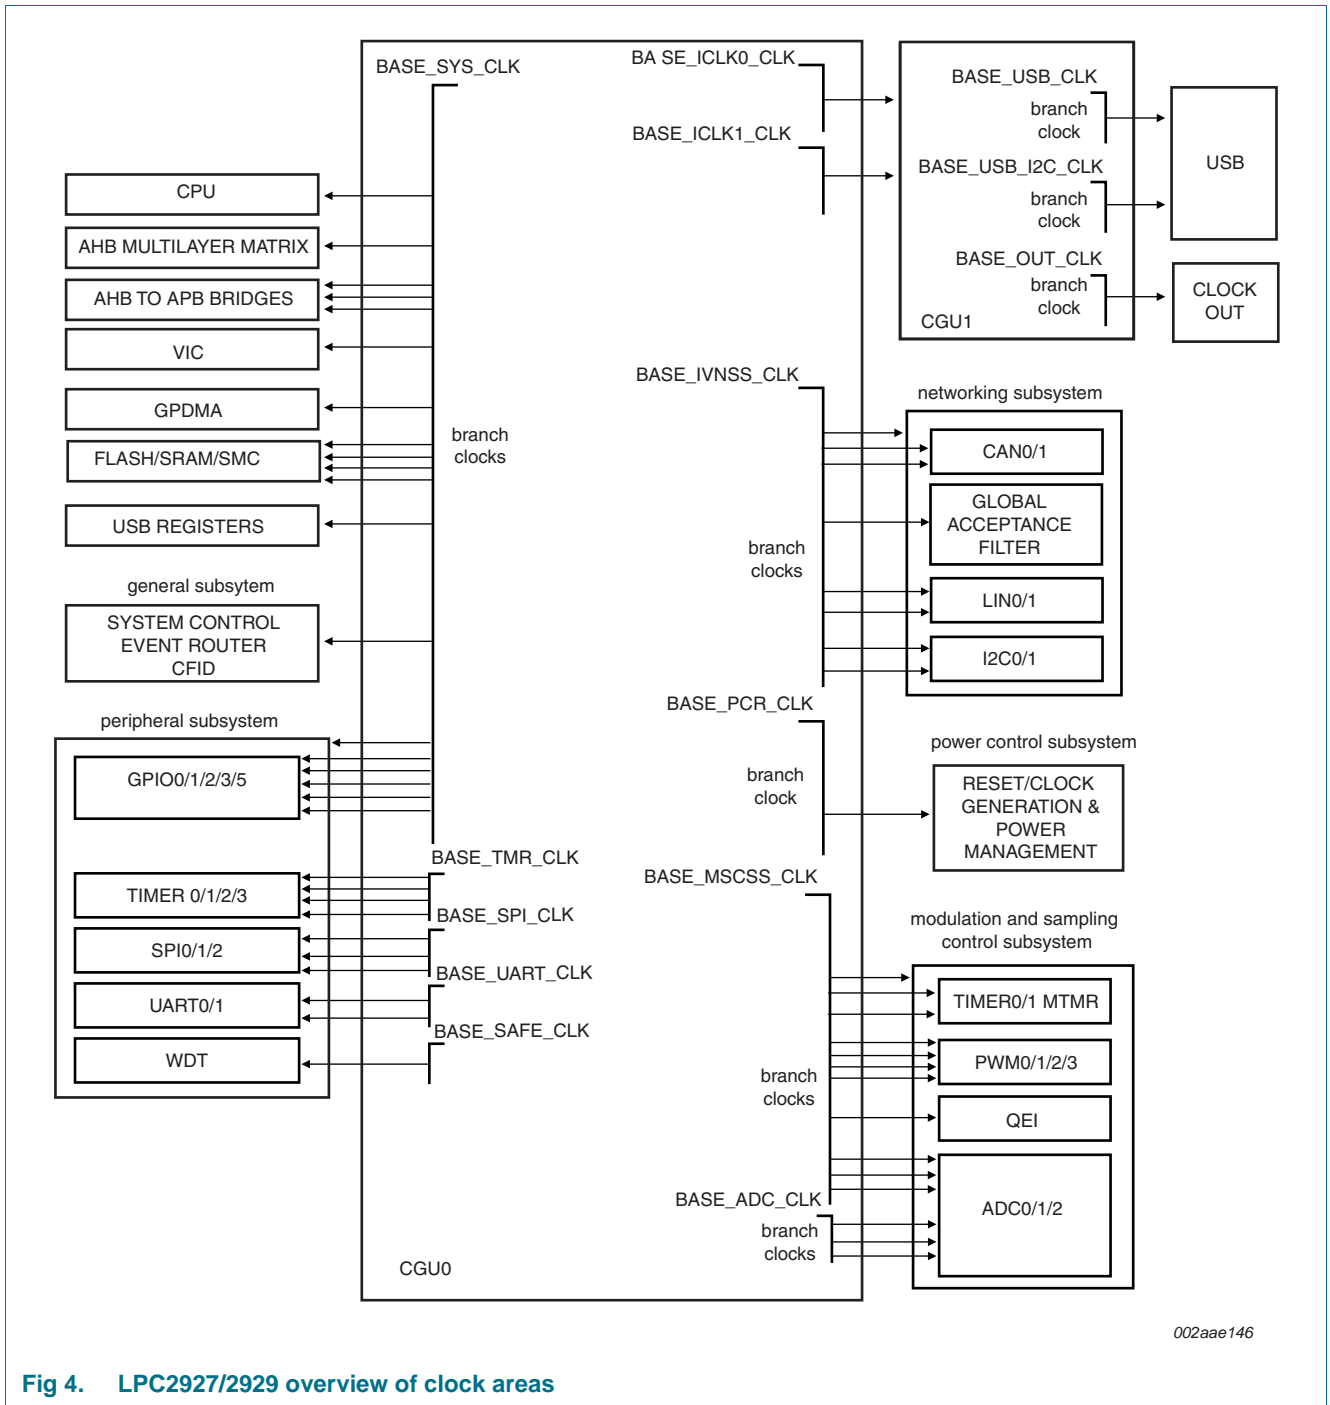 BASE_SYS_CLK
CPU
AHB MULTILAYER MATRIX
AHB TO APB BRIDGES
VIC
GPDMA
FLASH/SRAM/SMC
USB REGISTERS
branch
clocks
general subsytem
SYSTEM CONTROL
EVENT ROUTER
CFID
peripheral subsystem
GPIO0/1/2/3/5
BASE_TMR_CLK
TIMER 0/1/2/3
BASE_SPI_CLK
SPI0/1/2
BASE_UART_CLK
UART0/1
BASE_SAFE_CLK
WDT
CGU0
BA SE_ICLK0_CLK
BASE_ICLK1_CLK
BASE_USB_CLK
branch
clock
BASE_USB_I2C_CLK
branch
clock
USB
BASE_OUT_CLK
branch
clock
CLOCK
OUT
CGU1
BASE_IVNSS_CLK
branch
clocks
networking subsystem
CAN0/1
GLOBAL
ACCEPTANCE
FILTER
LIN0/1
I2C0/1
BASE_PCR_CLK
branch
clock
power control subsystem
RESET/CLOCK
GENERATION &
POWER
MANAGEMENT
BASE_MSCSS_CLK
branch
clocks
modulation and sampling
control subsystem
TIMER0/1 MTMR
PWM0/1/2/3
QEI
BASE_ADC_CLK
branch
clocks
ADC0/1/2
002aae146
Fig 4. LPC2927/2929 overview of clock areas